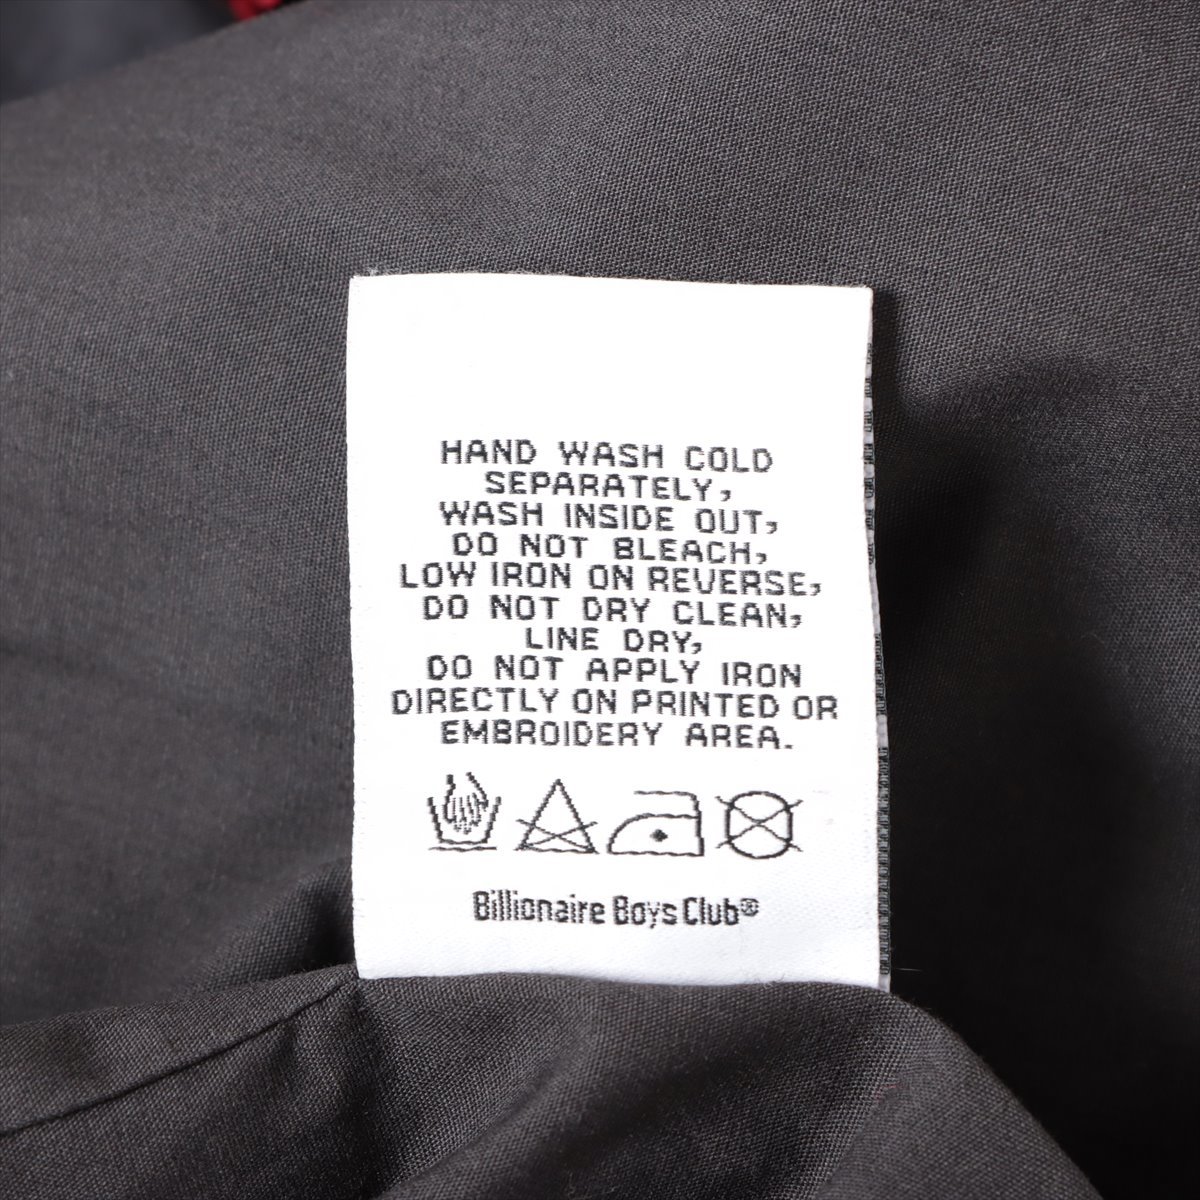 HAND WASH COLD
SEPARATELY,
WASH INSIDE OUT,
DO NOT BLEACH,
LOW IRON ON REVERSE,
DO NOT DRY CLEAN,
LINE DRY,
DO NOT APPLY IRON
DIRECTLY ON PRINTED OR
EMBROIDERY AREA.
Billionaire Boys Club®